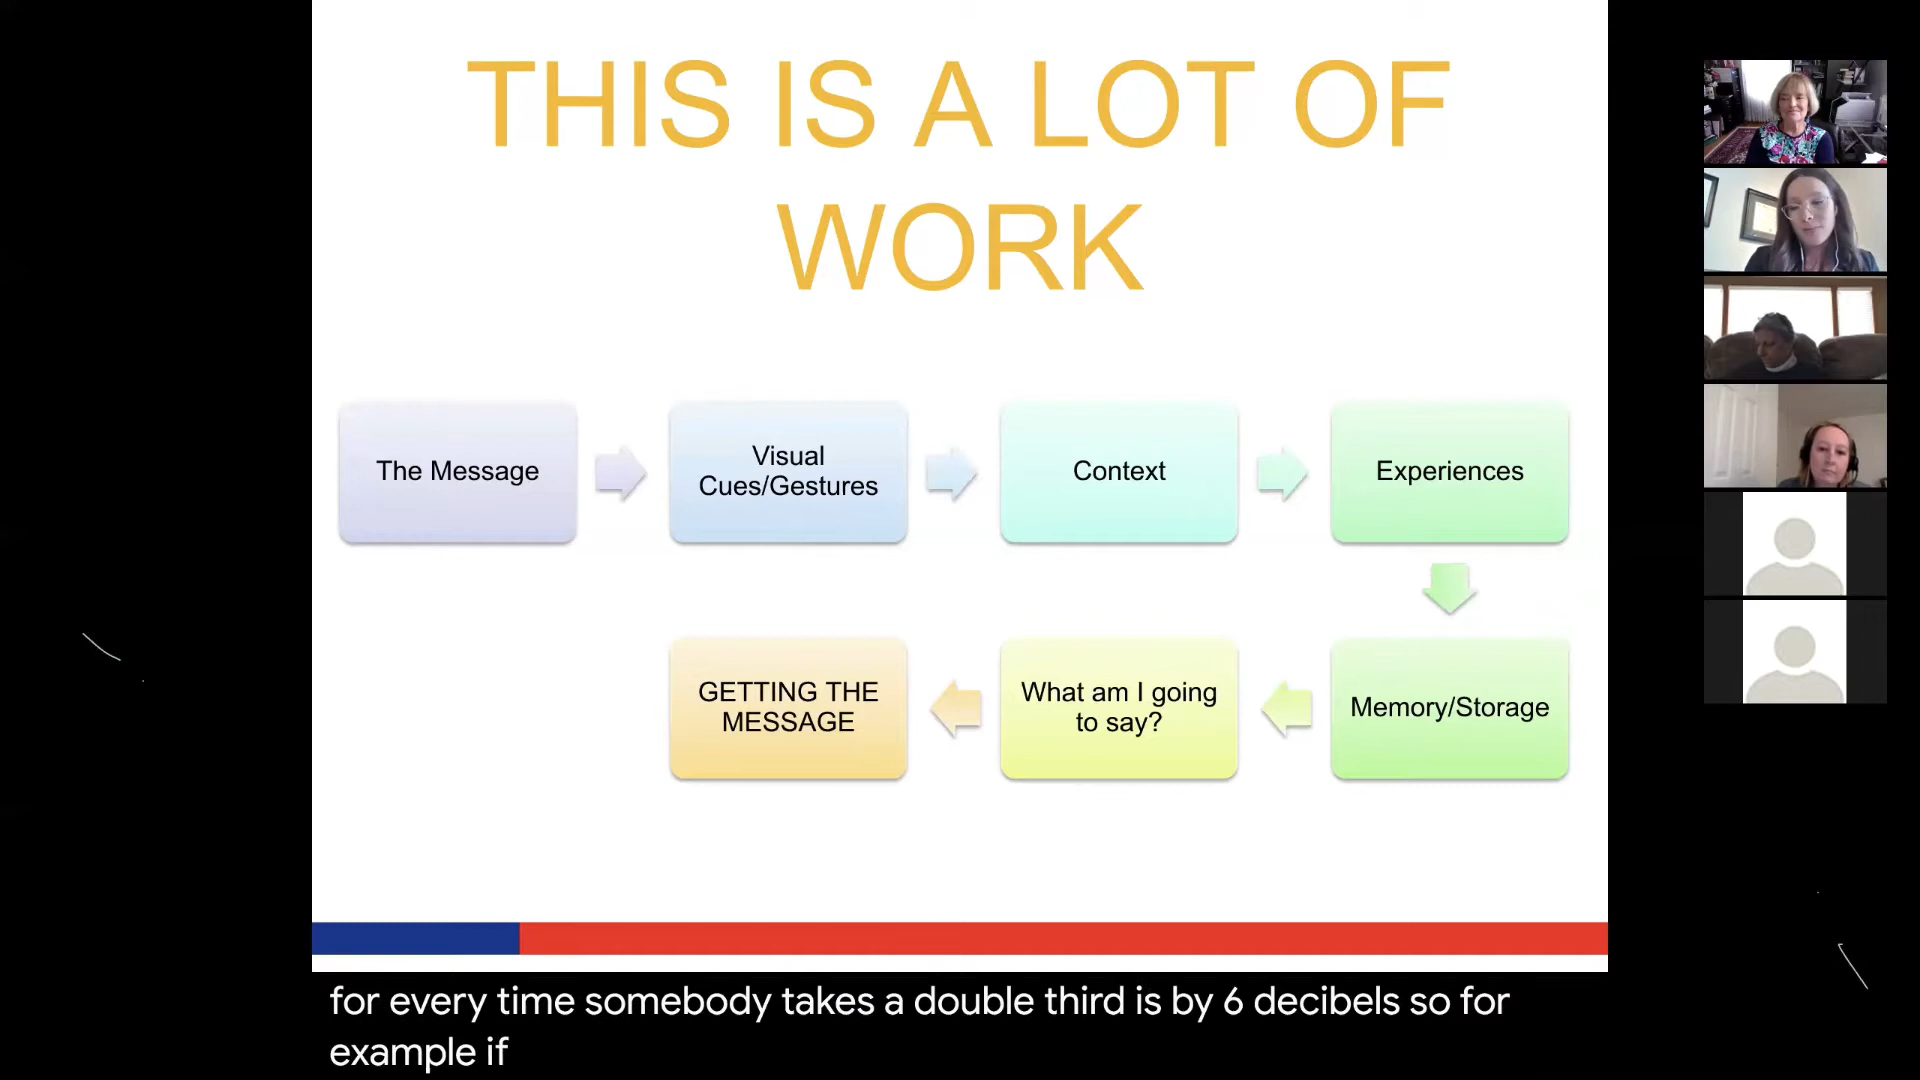 THIS IS A LOT OF
WORK
The Message
Visual
Cues/Gestures
Context
Experiences
GETTING THE
MESSAGE
What am I going
to say?
Memory/Storage
for every time somebody takes a double third is by 6 decibels so for
example if